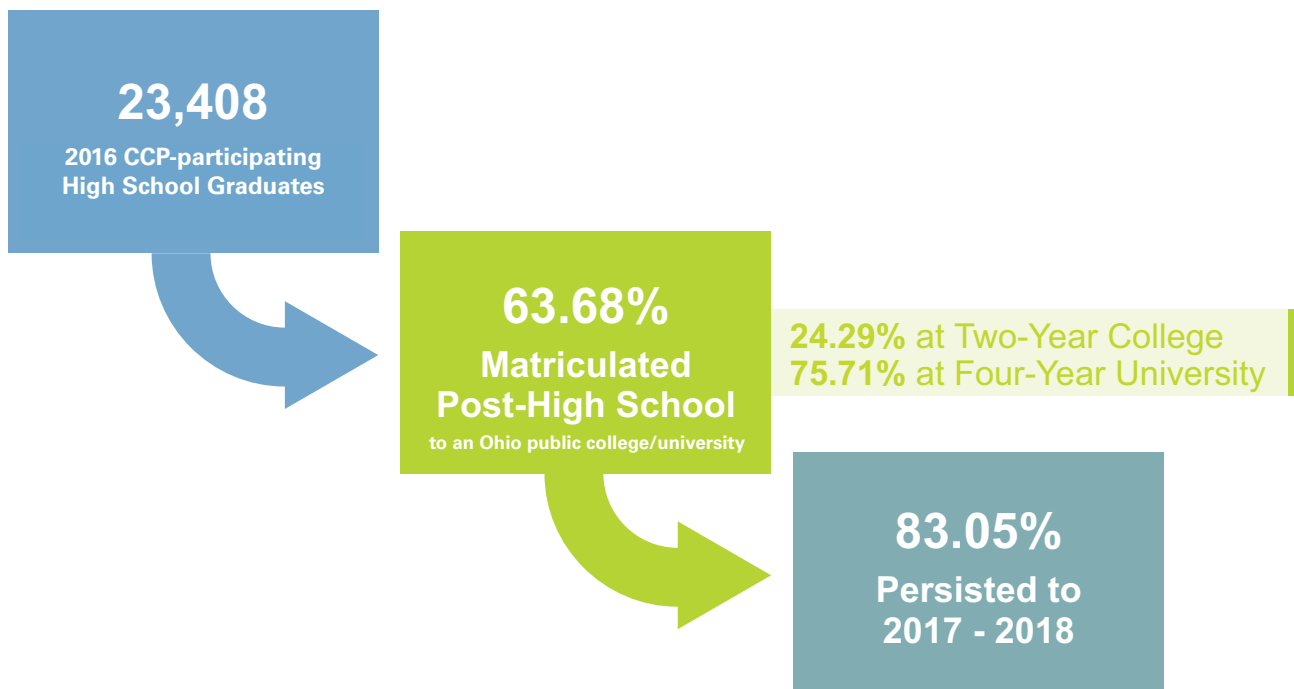 23,408
2016 CCP-participating
High School Graduates
63.68%
Matriculated
Post-High School
to an Ohio public college/university
24.29% at Two-Year College
75.71% at Four-Year University
83.05%
Persisted to
2017 - 2018